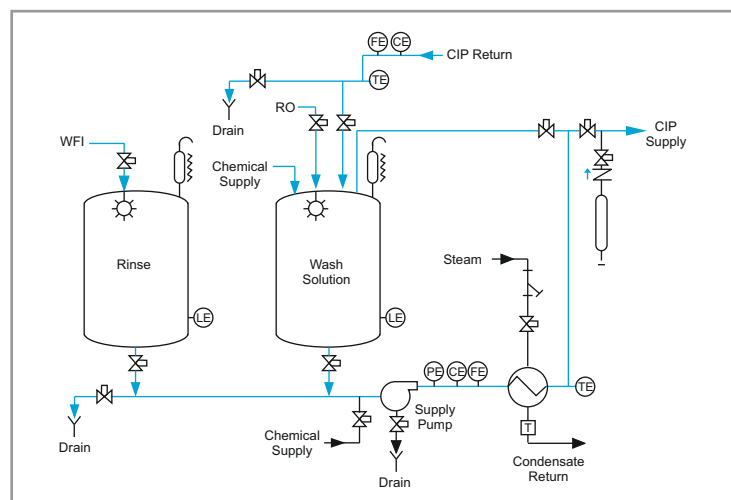 FE
CE
CIP Return
TE
Drain
RO
CIP
Supply
WFI
Chemical
Supply
Rinse
Wash
Solution
Steam
LE
LE
PE
CE
FE
TE
Supply
Pump
T
Drain
Chemical
Supply
Drain
Condensate
Return